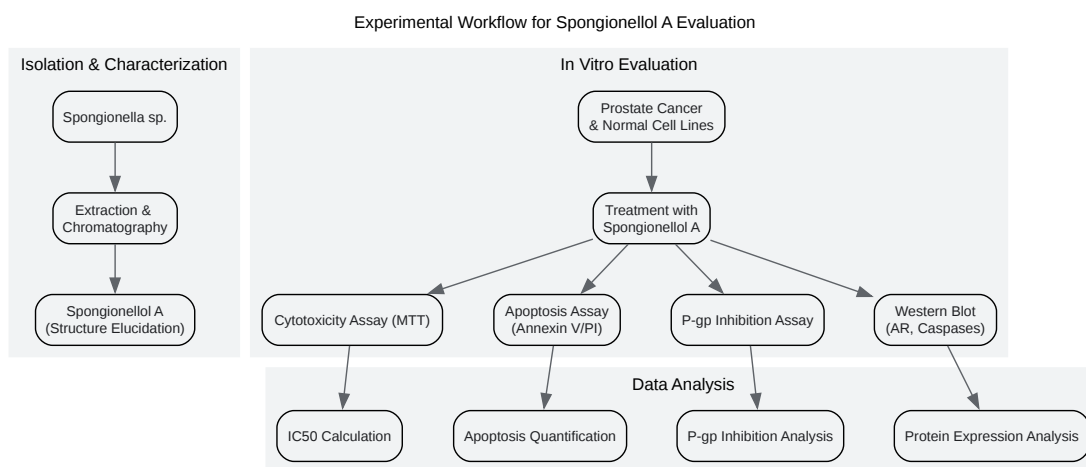 Experimental Workflow for Spongionellol A Evaluation
Isolation & Characterization
Spongionella sp.
Extraction &
Chromatography
Spongionellol A
(Structure Elucidation)
In Vitro Evaluation
Prostate Cancer
& Normal Cell Lines
Treatment with
Spongionellol A
Cytotoxicity Assay (MTT)
Apoptosis Assay
(Annexin V/PI)
P-gp Inhibition Assay
Western Blot
(AR, Caspases)
Data Analysis
IC50 Calculation
Apoptosis Quantification
P-gp Inhibition Analysis
Protein Expression Analysis